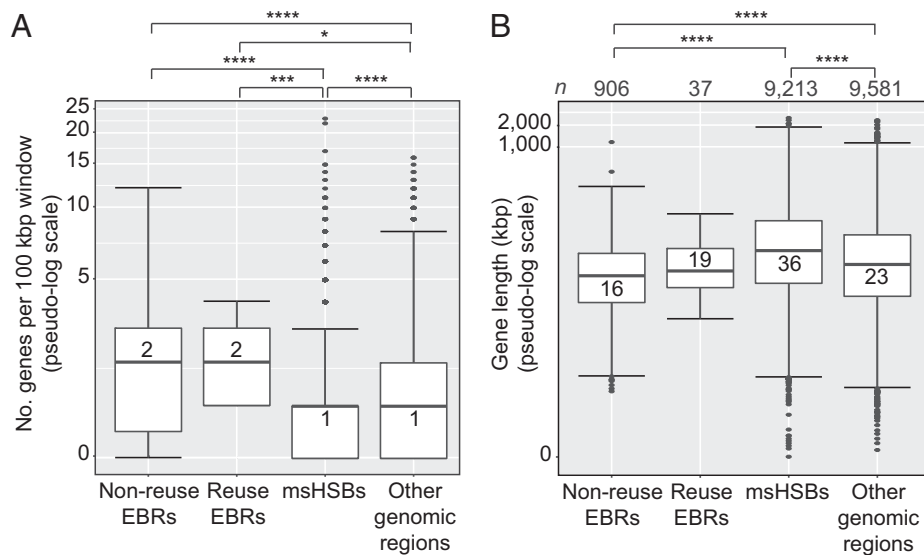 A
****
*
****
*** ****
No. genes per 100 kbp window
(pseudo-log scale)
25
20
15
10
5
0
2
2
1
1
Non-reuse
EBRs
Reuse
EBRs
msHSBs
Other
genomic
regions
B
****
****
****
n 906 37 9,213 9,581
Gene length (kbp)
(pseudo-log scale)
2,000
1,000
0
16
19
36
23
Non-reuse
EBRs
Reuse
EBRs
msHSBs
Other
genomic
regions